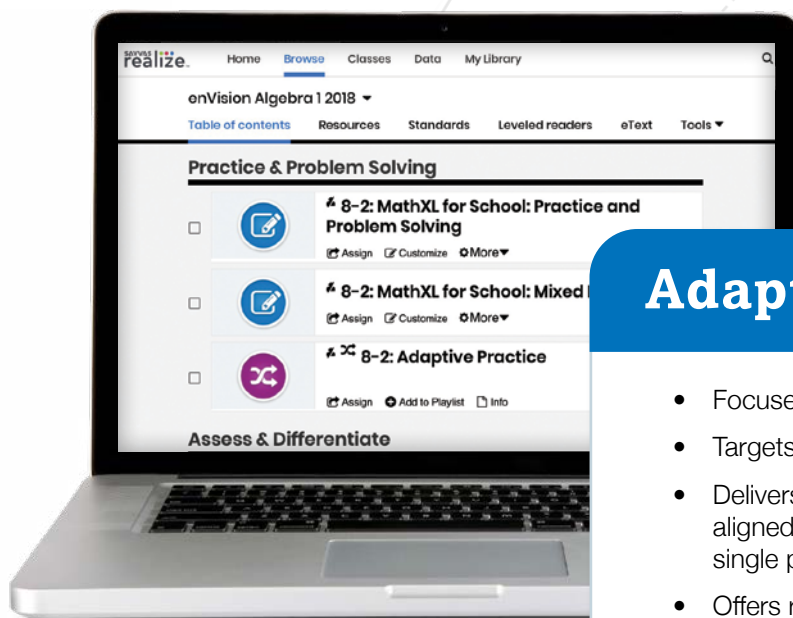 SAVVAS
realize.
Home Browse Classes Data My Library
enVision Algebra 1 2018
Table of contents Resources Standards Leveled readers eText Tools
Practice & Problem Solving
8-2: MathXL for School: Practice and
Problem Solving
Assign Customize More
8-2: MathXL for School: Mixed
Assign Customize More
8-2: Adaptive Practice
Assign Add to Playlist Info
Assess & Differentiate
Adapt
Focuse
Targets
Delivers
aligned
single p
Offers r